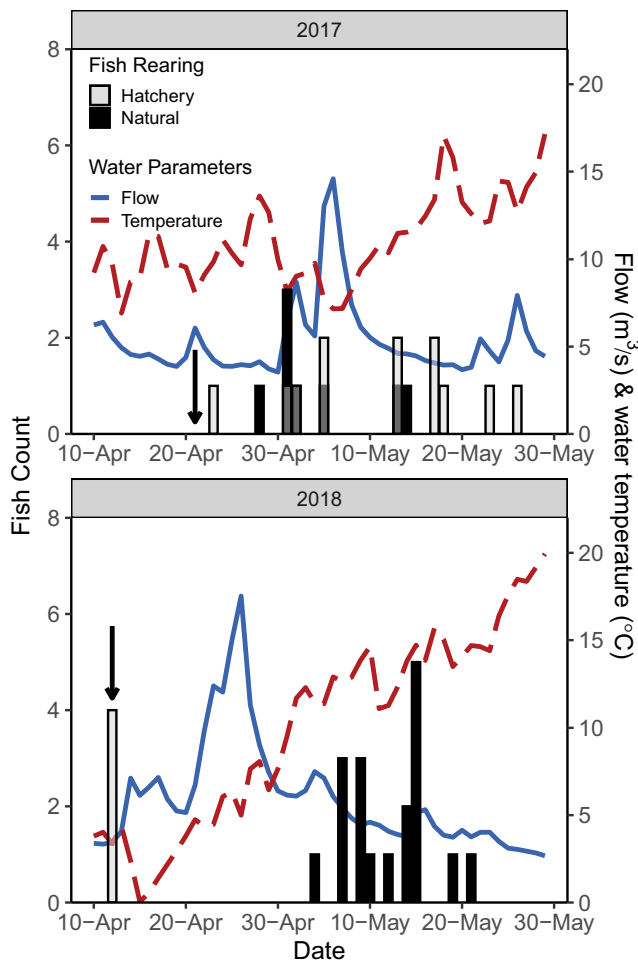 2017
Fish Rearing
Hatchery
Natural
Water Parameters
Flow
Temperature
8
6
4
2
0
20
15
10
5
0
10−Apr 20−Apr 30−Apr 10−May 20−May 30−May
Fish Count
Flow (m³/s) & water temperature (°C)
2018
8
6
4
2
0
20
15
10
5
0
10−Apr 20−Apr 30−Apr 10−May 20−May 30−May
Date